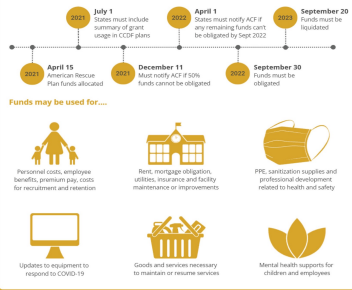 2021
July 1
States must include
summary of grant
usage in CCDF plans
2022
April 1
States must notify ACF if
any remaining funds can't
be obligated by Sept 2022
2023
September 20
Funds must be
liquidated
2021
April 15
American Rescue
Plan funds allocated
2021
December 11
Must notify ACF if 50%
funds cannot be obligated
2022
September 30
Funds must be
obligated
Funds may be used for....
Personnel costs, employee
benefits, premium pay, costs
for recruitment and retention
Rent, mortgage obligation,
utilities, insurance and facility
maintenance or improvements
PPE, sanitation supplies and
professional development
related to health and safety
Updates to equipment to
respond to COVID-19
Goods and services necessary
to maintain or resume services
Mental health supports for
children and employees